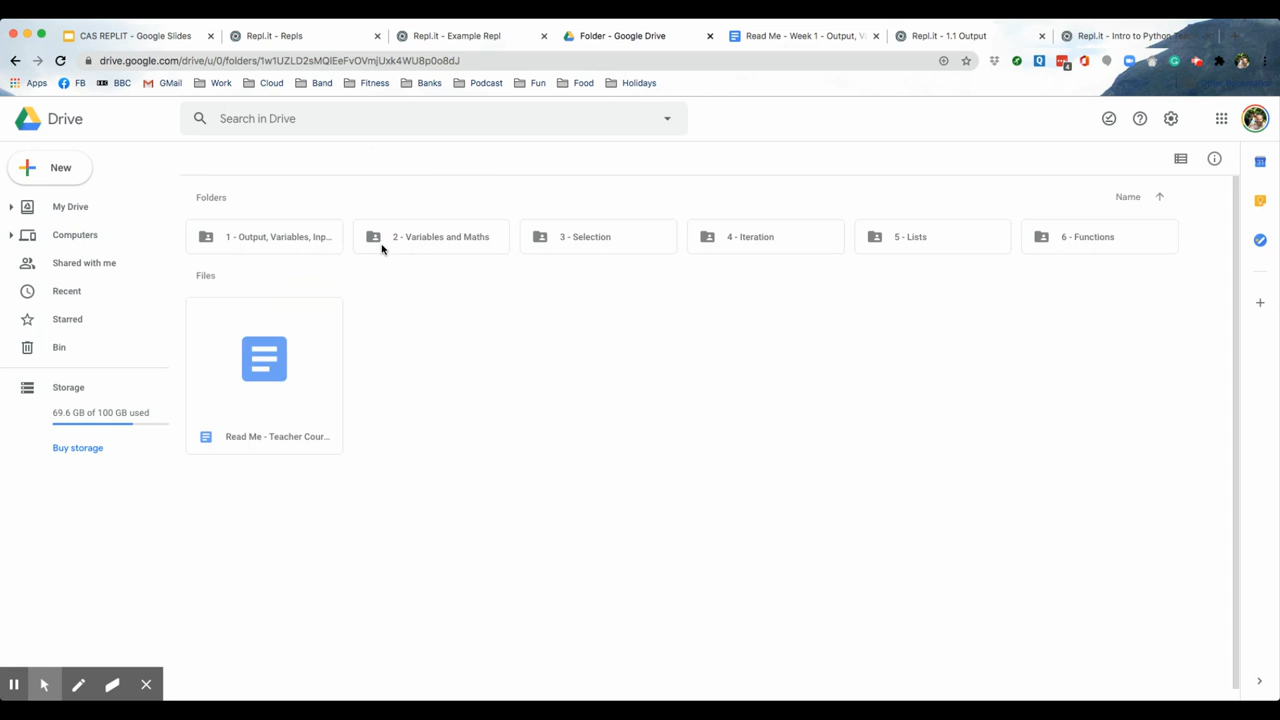 CAS REPLIT - Google Slides
Repl.it - Repls
Repl.it - Example Repl
Folder - Google Drive
Read Me - Week 1 - Output, V
Repl.it - 1.1 Output
Repl.it - Intro to Python Te
drive.google.com/drive/u/0/folders/
Apps FB BBC GMail Work Cloud Band Fitness Banks Podcast Fun Food Holidays
Drive
Search in Drive
New
My Drive
Computers
Shared with me
Recent
Starred
Bin
Storage
69.6 GB of 100 GB used
Buy storage
Folders
Name
1 - Output, Variables, Inp...
2 - Variables and Maths
3 - Selection
4 - Iteration
5 - Lists
6 - Functions
Files
Read Me - Teacher Cour...